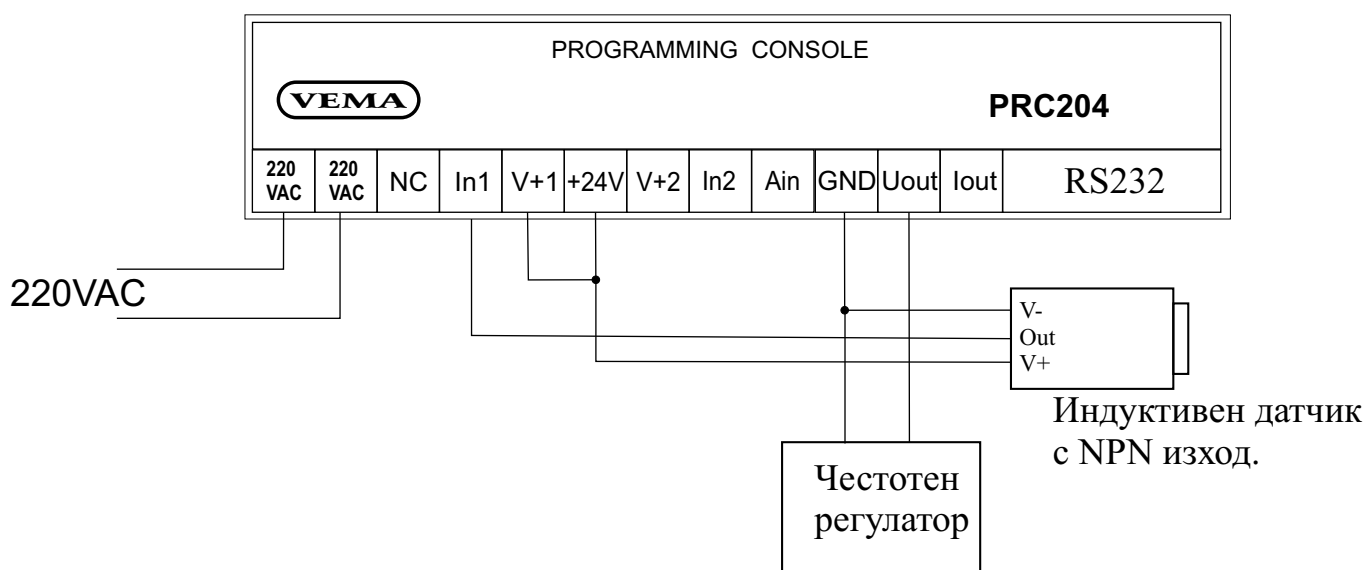 PROGRAMMING CONSOLE
VEMA
PRC204
220 VAC
220 VAC
NC
In1
V+1
+24V
V+2
In2
Ain
GND
Uout
Iout
RS232
220VAC
V-
Out
V+
Индуктивен датчик
с NPN изход.
Честотен
регулатор